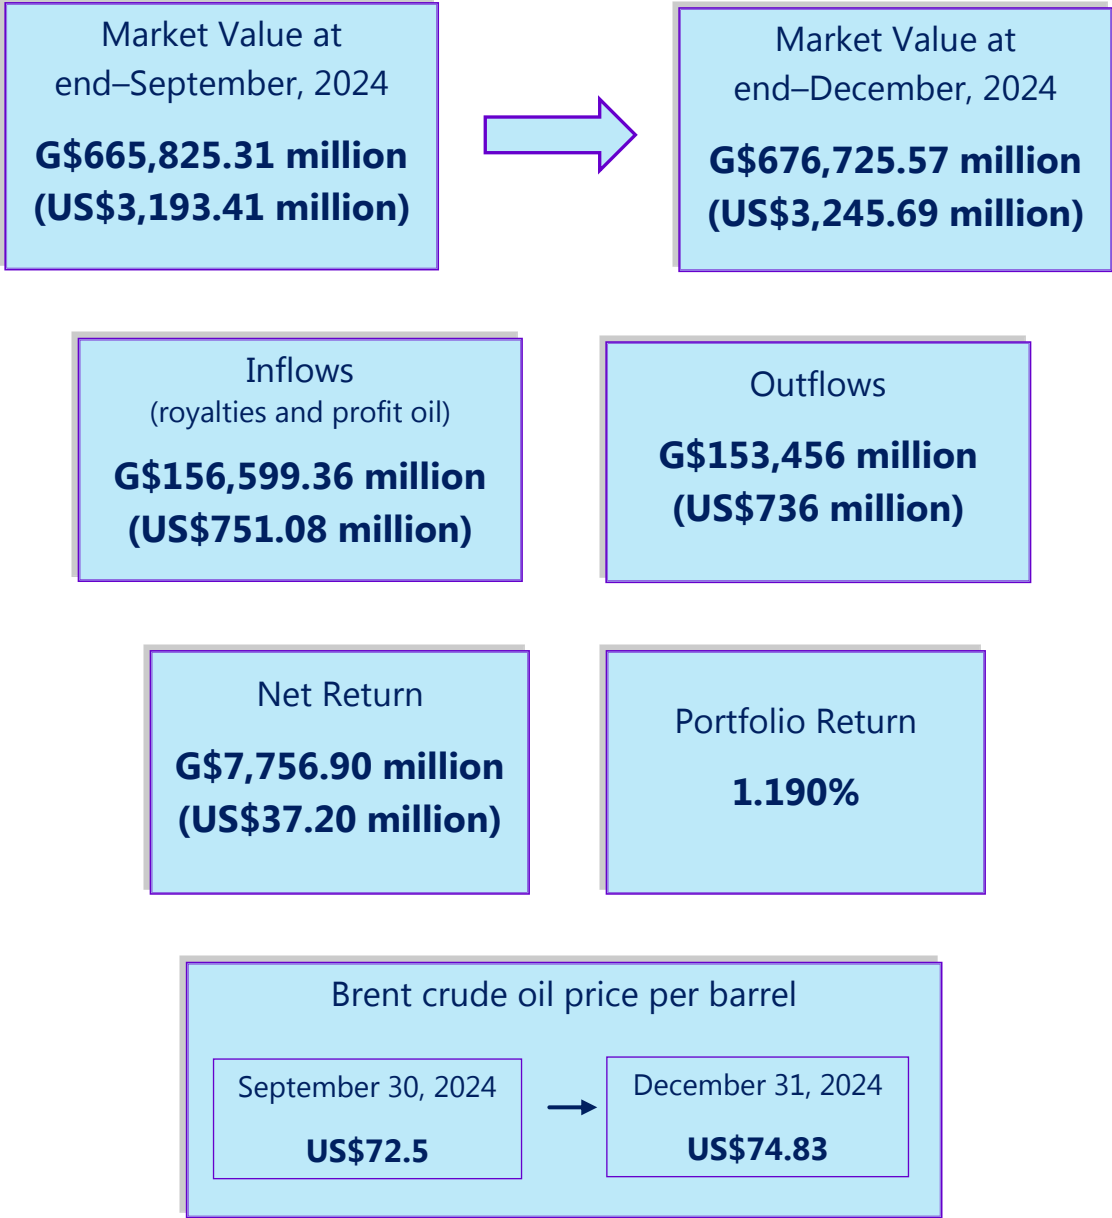 Market Value at
end–September, 2024
G$665,825.31 million
(US$3,193.41 million)
Market Value at
end–December, 2024
G$676,725.57 million
(US$3,245.69 million)
Inflows
(royalties and profit oil)
G$156,599.36 million
(US$751.08 million)
Outflows
G$153,456 million
(US$736 million)
Net Return
G$7,756.90 million
(US$37.20 million)
Portfolio Return
1.190%
Brent crude oil price per barrel
September 30, 2024
US$72.5
December 31, 2024
US$74.83